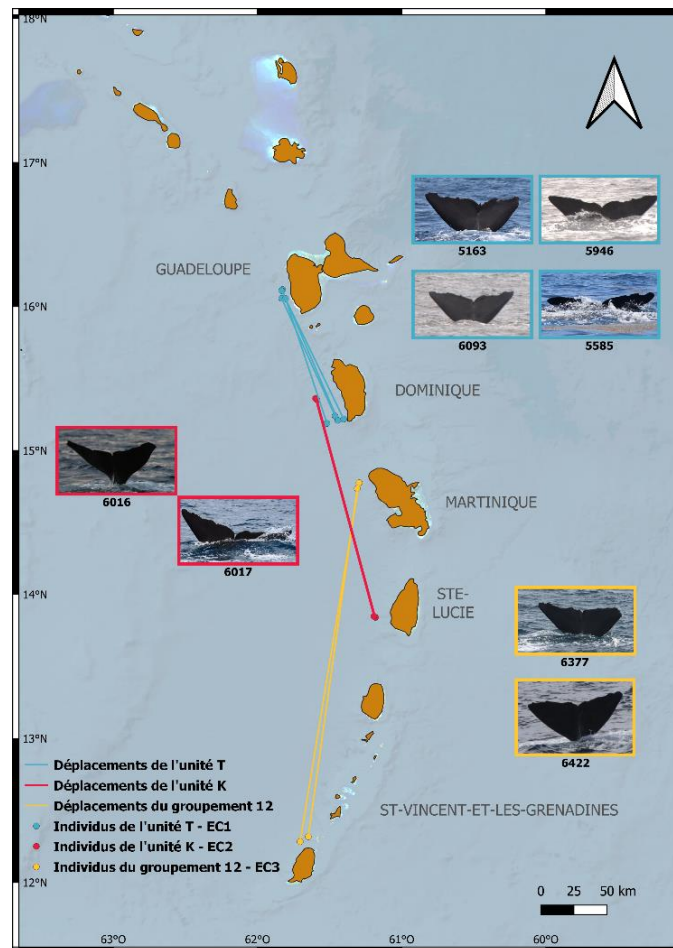 18°N
17°N
5163
5946
GUADELOUPE
16°N
6093
5585
DOMINIQUE
15°N
6016
MARTINIQUE
6017
14°N
STE-
LUCIE
6377
13°N
6422
Déplacements de l'unité T
Déplacements de l'unité K
Déplacements du groupement 12
ST-VINCENT-ET-LES-GRENADINES
Individus de l'unité T - EC1
Individus de l'unité K - EC2
Individus du groupement 12 - EC3
12°N
0 25 50 km
63°O
62°O
61°O
60°O